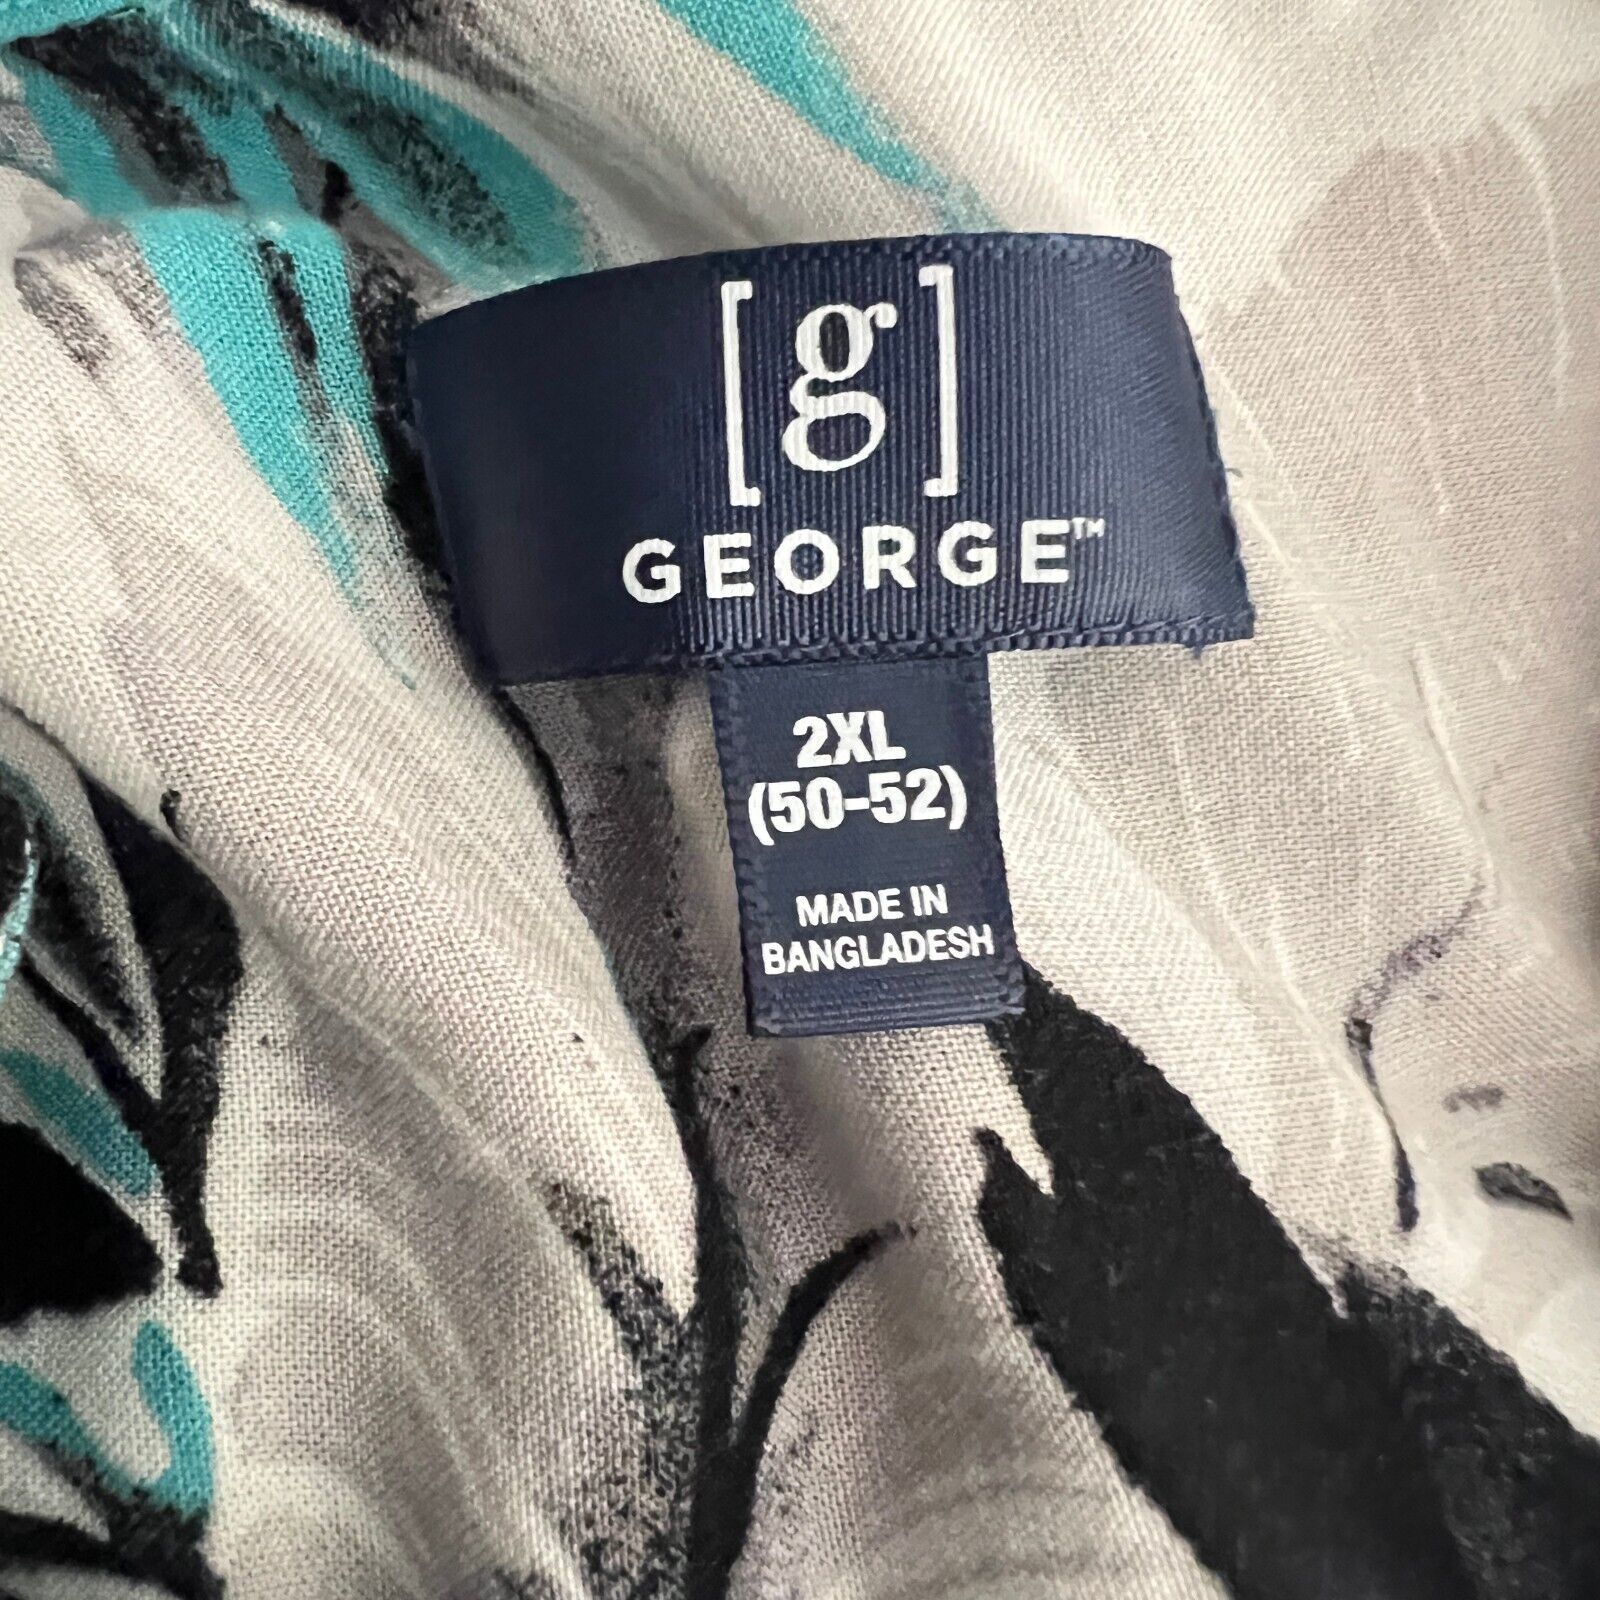 [g]
GEORGE™
2XL
(50-52)
MADE IN
BANGLADESH